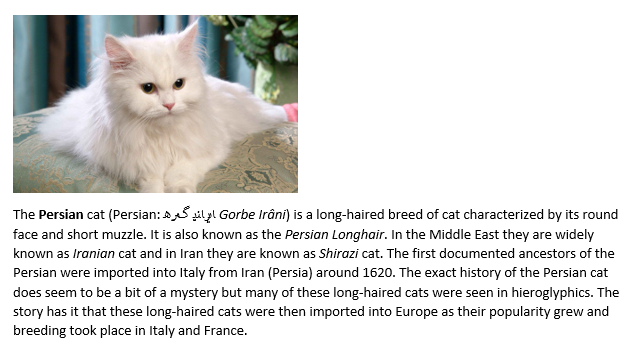 The Persian cat (Persian: Gorbe Irâni) is a long-haired breed of cat characterized by its round
face and short muzzle. It is also known as the Persian Longhair. In the Middle East they are widely
known as Iranian cat and in Iran they are known as Shirazi cat. The first documented ancestors of the
Persian were imported into Italy from Iran (Persia) around 1620. The exact history of the Persian cat
does seem to be a bit of a mystery but many of these long-haired cats were seen in hieroglyphics. The
story has it that these long-haired cats were then imported into Europe as their popularity grew and
breeding took place in Italy and France.